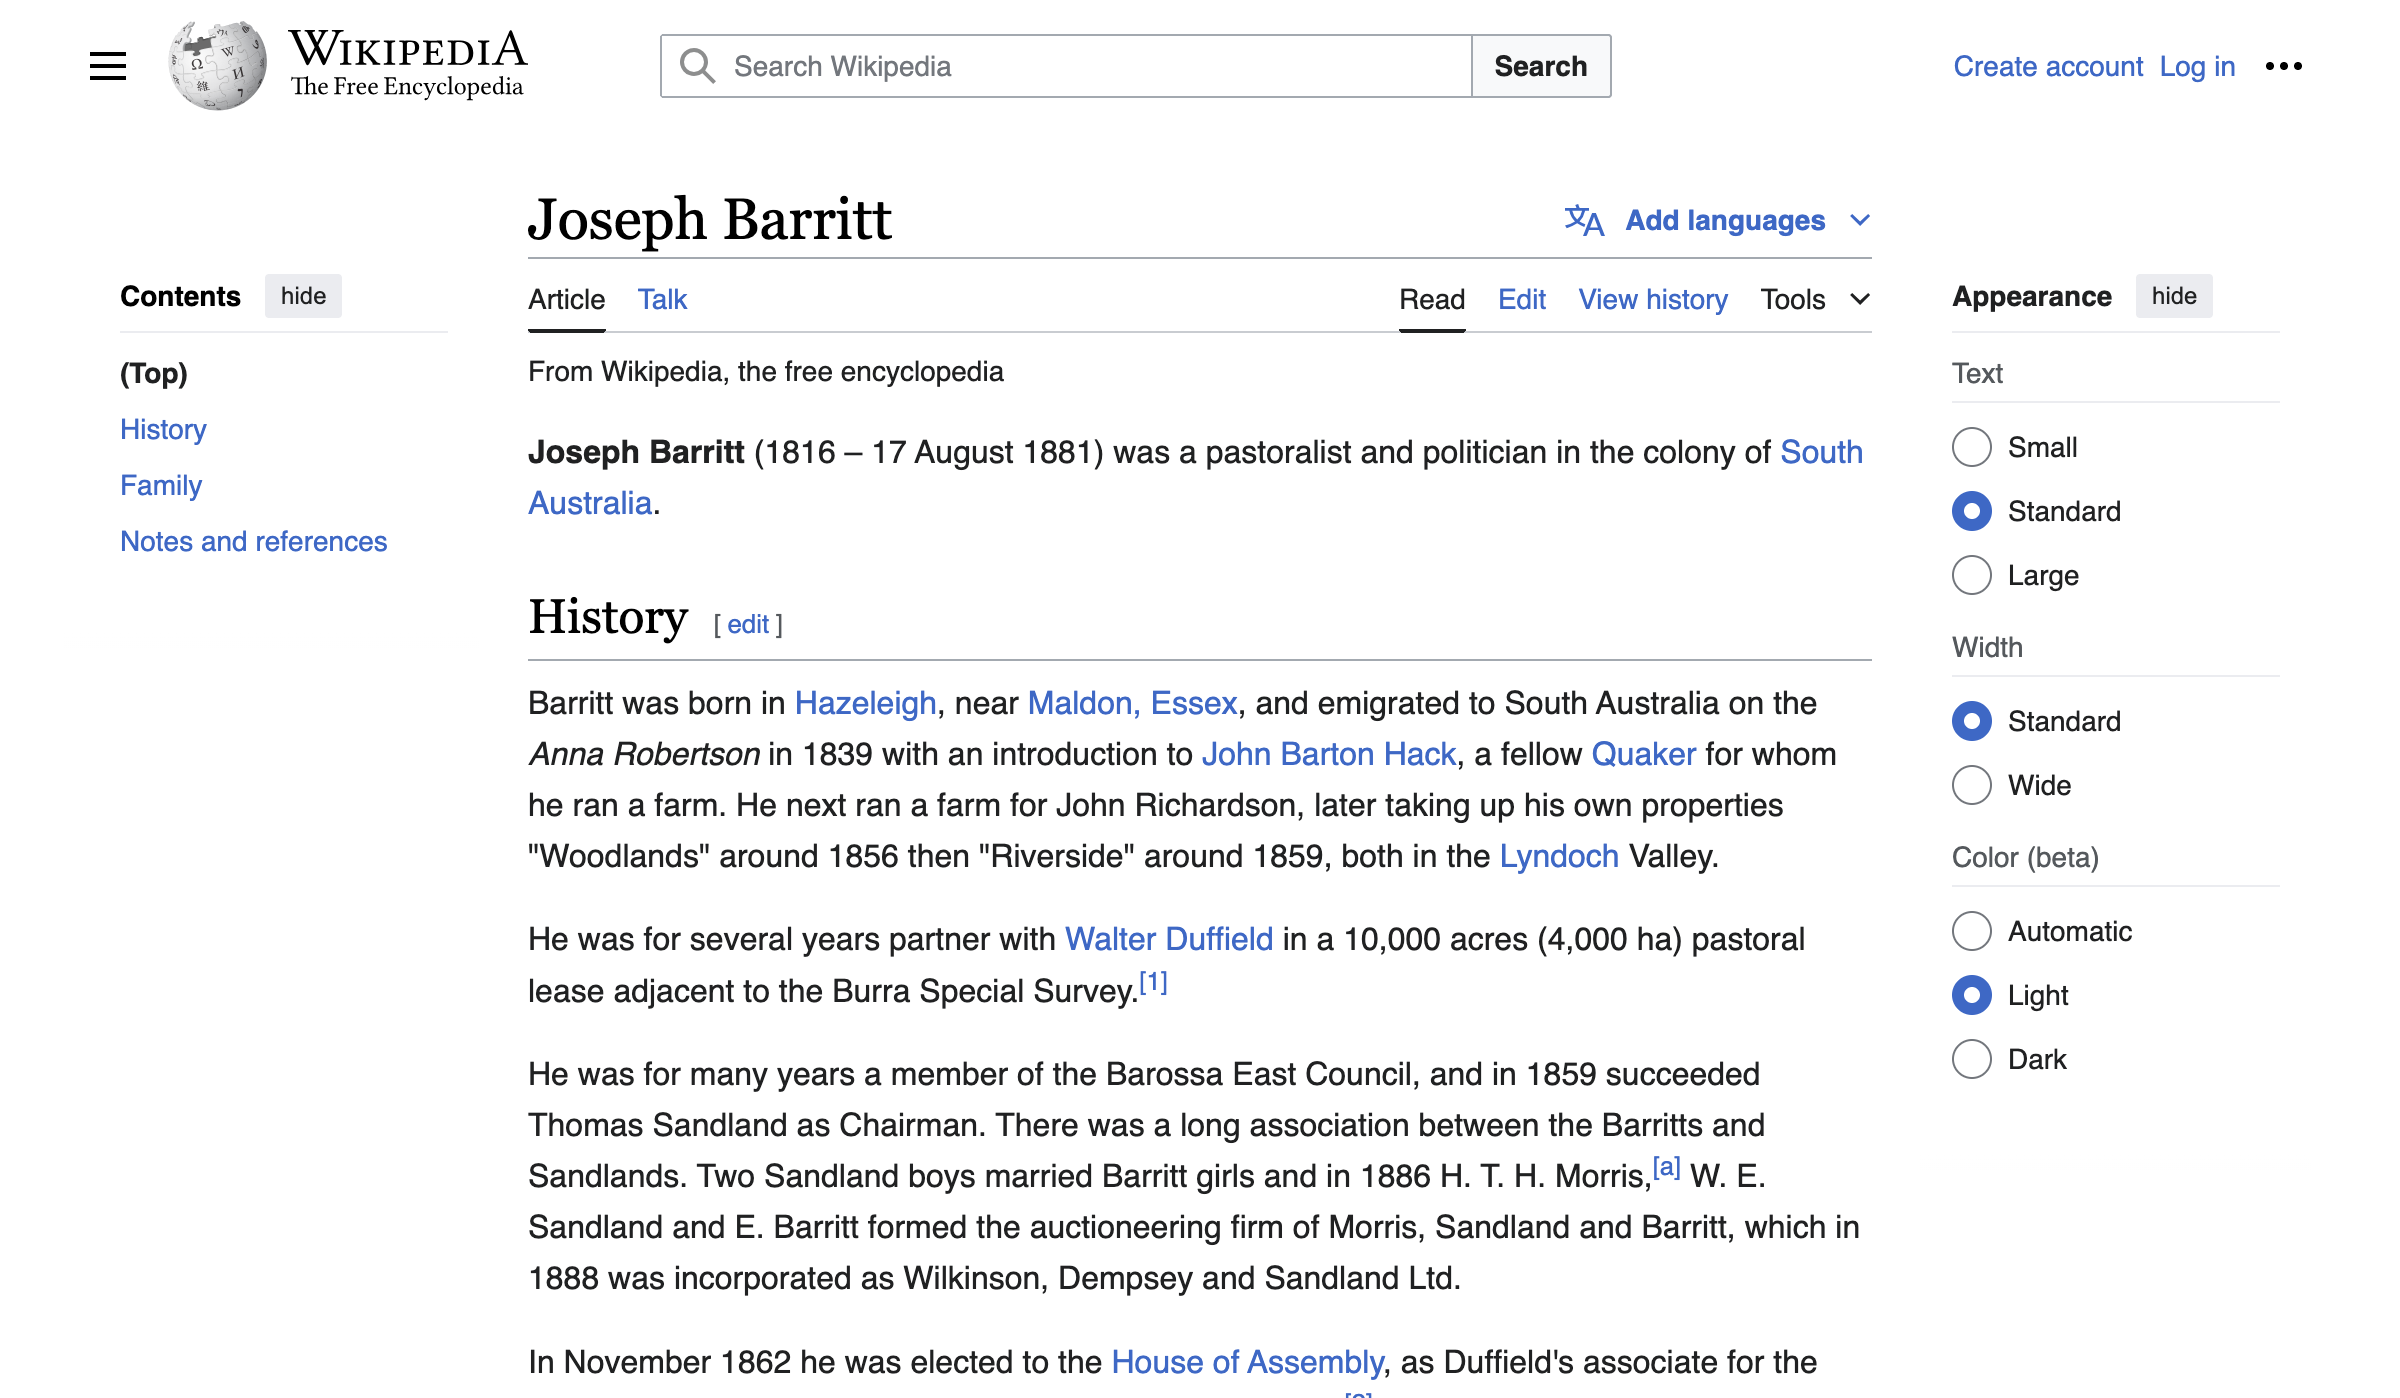 WIKIPEDIA
The Free Encyclopedia
Search Wikipedia
Search
Create account Log in
Joseph Barritt
Add languages
Contents hide
(Top)
History
Family
Notes and references
Article Talk
Read Edit View history Tools
From Wikipedia, the free encyclopedia
Joseph Barritt (1816 – 17 August 1881) was a pastoralist and politician in the colony of South
Australia.
History [ edit ]
Barritt was born in Hazeleigh, near Maldon, Essex, and emigrated to South Australia on the
Anna Robertson in 1839 with an introduction to John Barton Hack, a fellow Quaker for whom
he ran a farm. He next ran a farm for John Richardson, later taking up his own properties
"Woodlands" around 1856 then "Riverside" around 1859, both in the Lyndoch Valley.
He was for several years partner with Walter Duffield in a 10,000 acres (4,000 ha) pastoral
lease adjacent to the Burra Special Survey.[1]
He was for many years a member of the Barossa East Council, and in 1859 succeeded
Thomas Sandland as Chairman. There was a long association between the Barritts and
Sandlands. Two Sandland boys married Barritt girls and in 1886 H. T. H. Morris,[a] W. E.
Sandland and E. Barritt formed the auctioneering firm of Morris, Sandland and Barritt, which in
1888 was incorporated as Wilkinson, Dempsey and Sandland Ltd.
In November 1862 he was elected to the House of Assembly, as Duffield's associate for the
Appearance hide
Text
Small
Standard
Large
Width
Standard
Wide
Color (beta)
Automatic
Light
Dark